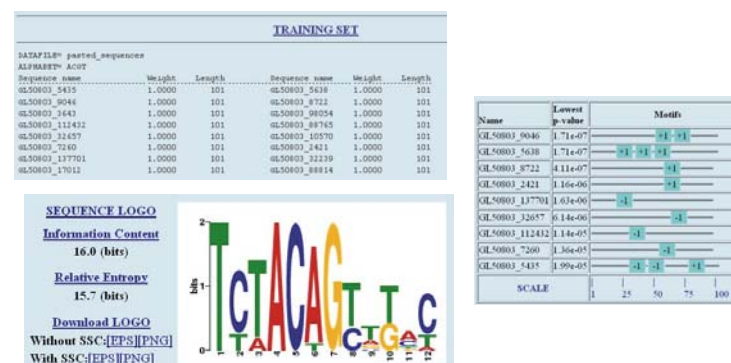 TRAINING SET
DATAFILE= pasted_sequences
ALPHABET= ACGT
Sequence name Weight Length Sequence name Weight Length
GL50803_5435 1.0000 101 GL50803_5638 1.0000 101
GL50803_9046 1.0000 101 GL50803_8722 1.0000 101
GL50803_3643 1.0000 101 GL50803_98054 1.0000 101
GL50803_112432 1.0000 101 GL50803_88765 1.0000 101
GL50803_32657 1.0000 101 GL50803_10570 1.0000 101
GL50803_7260 1.0000 101 GL50803_2421 1.0000 101
GL50803_137701 1.0000 101 GL50803_32239 1.0000 101
GL50803_17012 1.0000 101 GL50803_88814 1.0000 101
SEQUENCE LOGO
Information Content
16.0 (bits)
Relative Entropy
15.7 (bits)
Download LOGO
Without SSC:[EPS][PNG]
With SSC:[EPS][PNG]
2
bits
1
0
TCTACAGTTTGC
TAATCTGAT
1 2 3 4 5 6 7 8 9 10 11 12
Name Lowest p-value Motifs
GL50803_9046 1.71e-07 +1 +1
GL50803_5638 1.71e-07 +1 +1 +1
GL50803_8722 4.11e-07 +1
GL50803_2421 1.16e-06 +1
GL50803_137701 1.63e-06 -1
GL50803_32657 6.14e-06 -1
GL50803_112432 1.14e-05 -1
GL50803_7260 1.36e-05 -1
GL50803_5435 1.99e-05 -1 -1 +1
SCALE 1 25 50 75 100